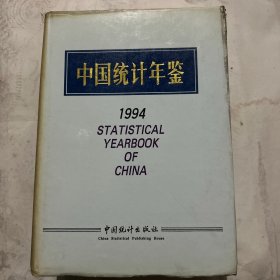 中国统计年鉴
1994
STATISTICAL
YEARBOOK
OF
CHINA
中国统计出版社
China Statistical Publishing House